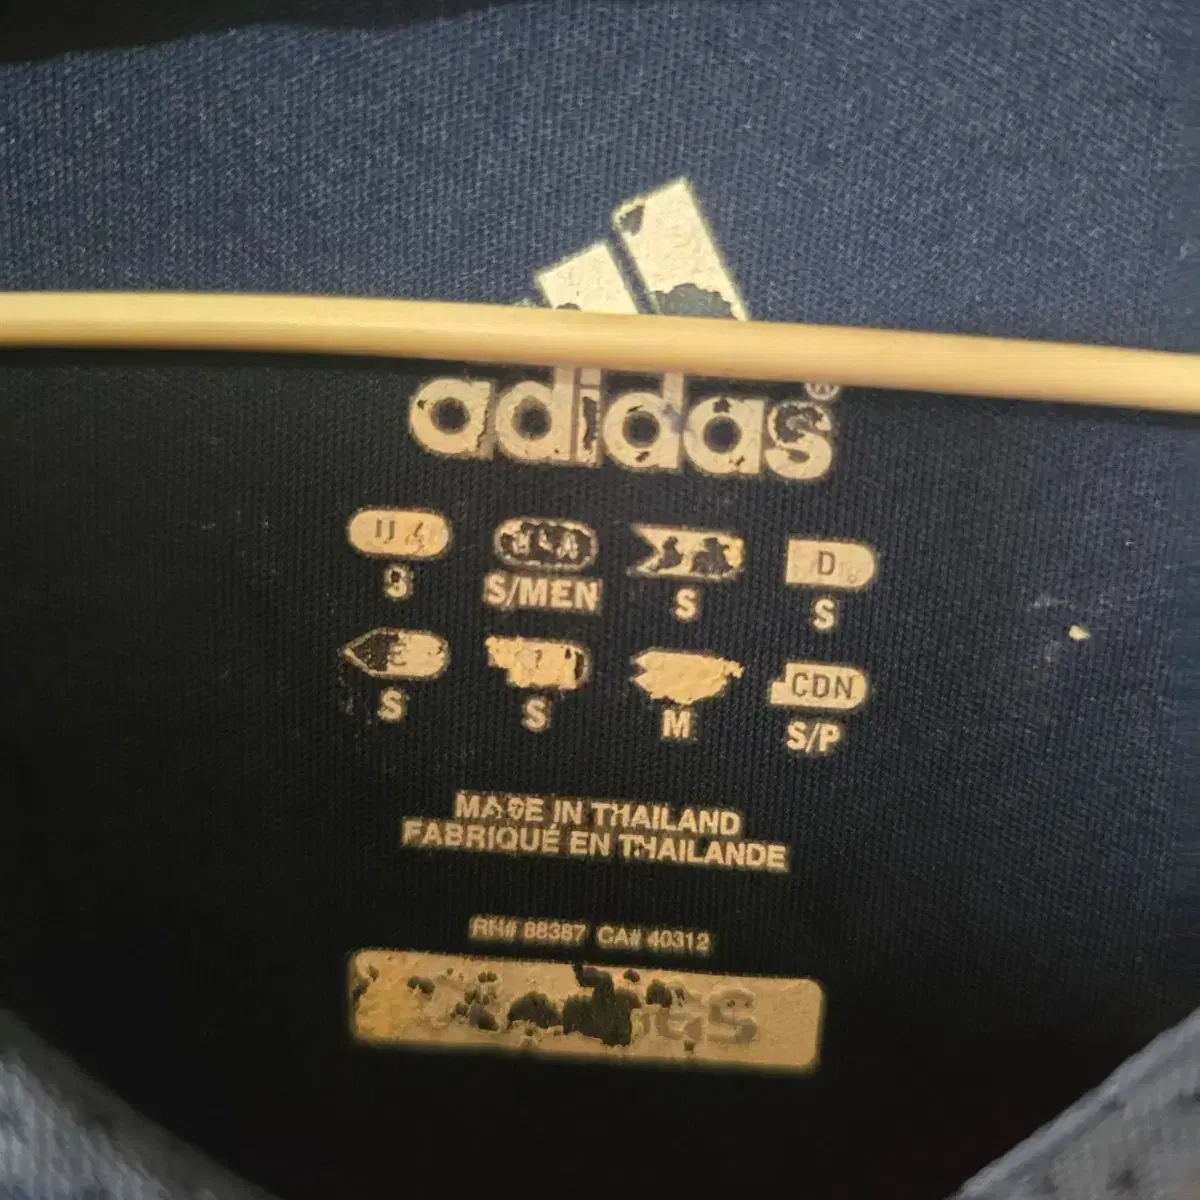 adidas®
S S/MEN S D
S
S S M CDN
S/P
MADE IN THAILAND
FABRIQUÉ EN THAILANDE
RN# 88387 CA# 40312